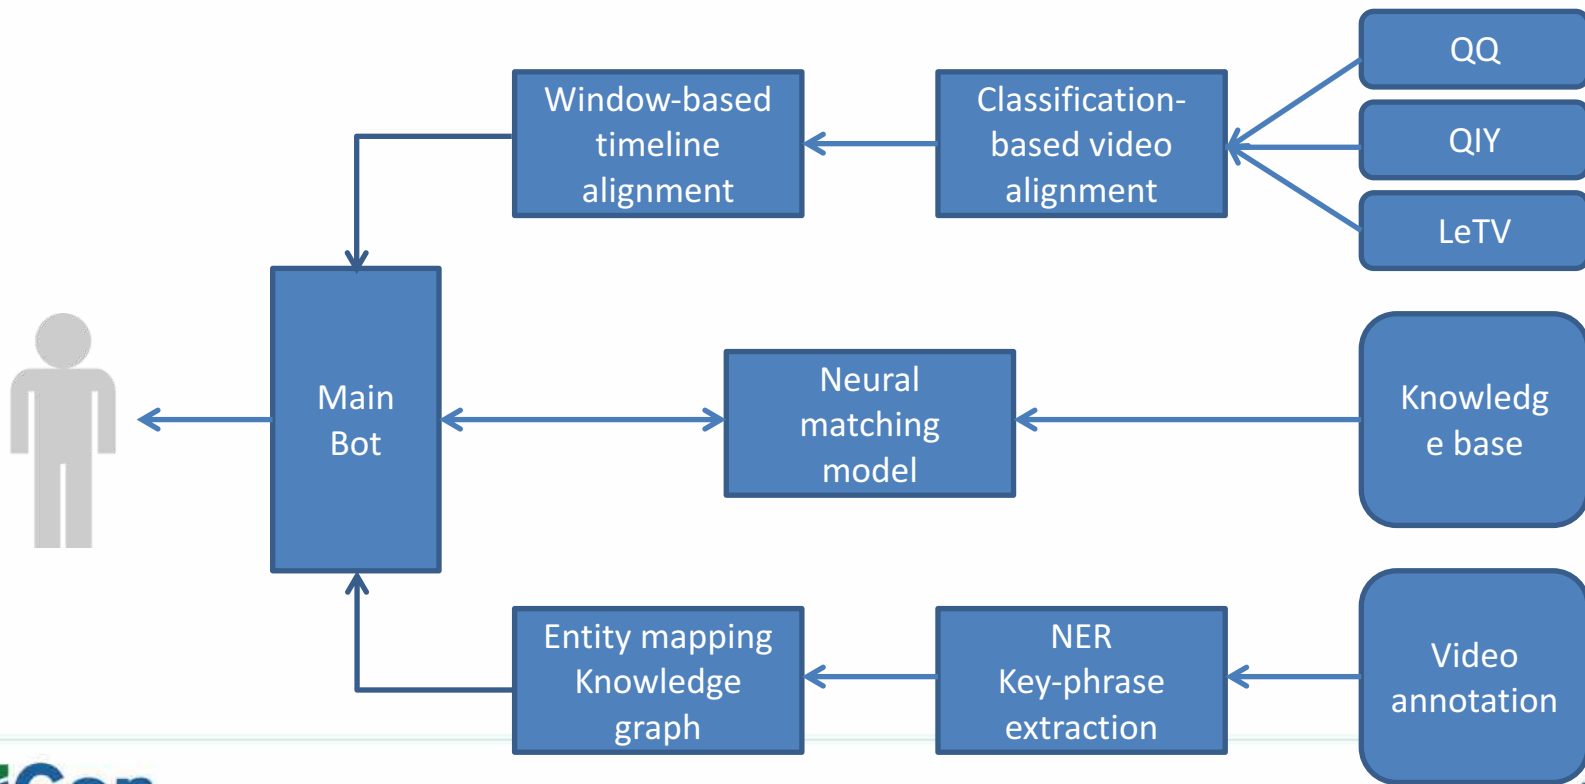 QQ
Window-based
timeline
alignment
Classification-
based video
alignment
QIY
LeTV
Main
Bot
Neural
matching
model
Knowledg
e base
Entity mapping
Knowledge
graph
NER
Key-phrase
extraction
Video
annotation